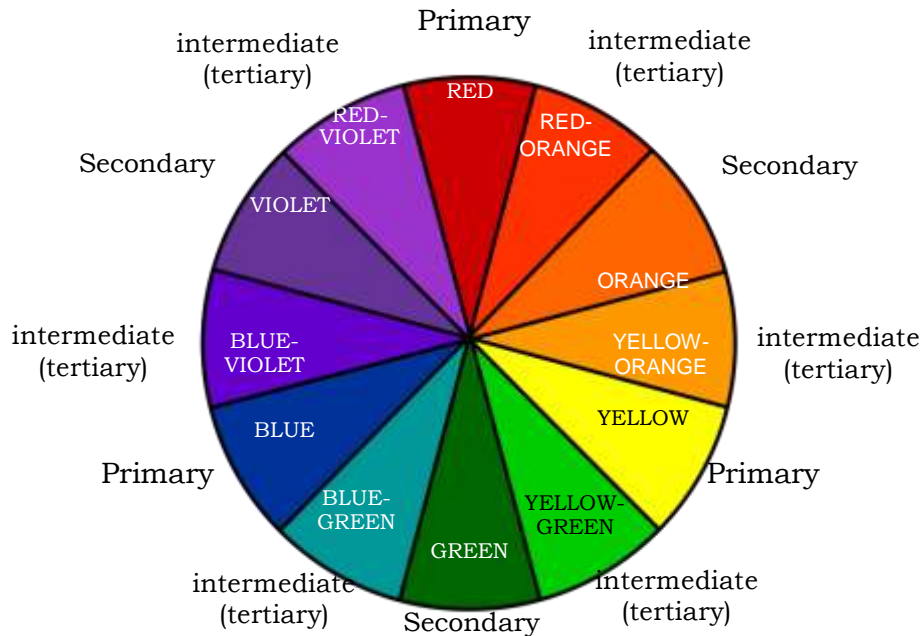 Primary
intermediate
(tertiary)
intermediate
(tertiary)
RED
RED-
VIOLET
RED-
ORANGE
Secondary
Secondary
VIOLET
ORANGE
intermediate
(tertiary)
BLUE-
VIOLET
YELLOW-
ORANGE
intermediate
(tertiary)
BLUE
YELLOW
Primary
Primary
BLUE-
GREEN
YELLOW-
GREEN
GREEN
intermediate
(tertiary)
Secondary
intermediate
(tertiary)